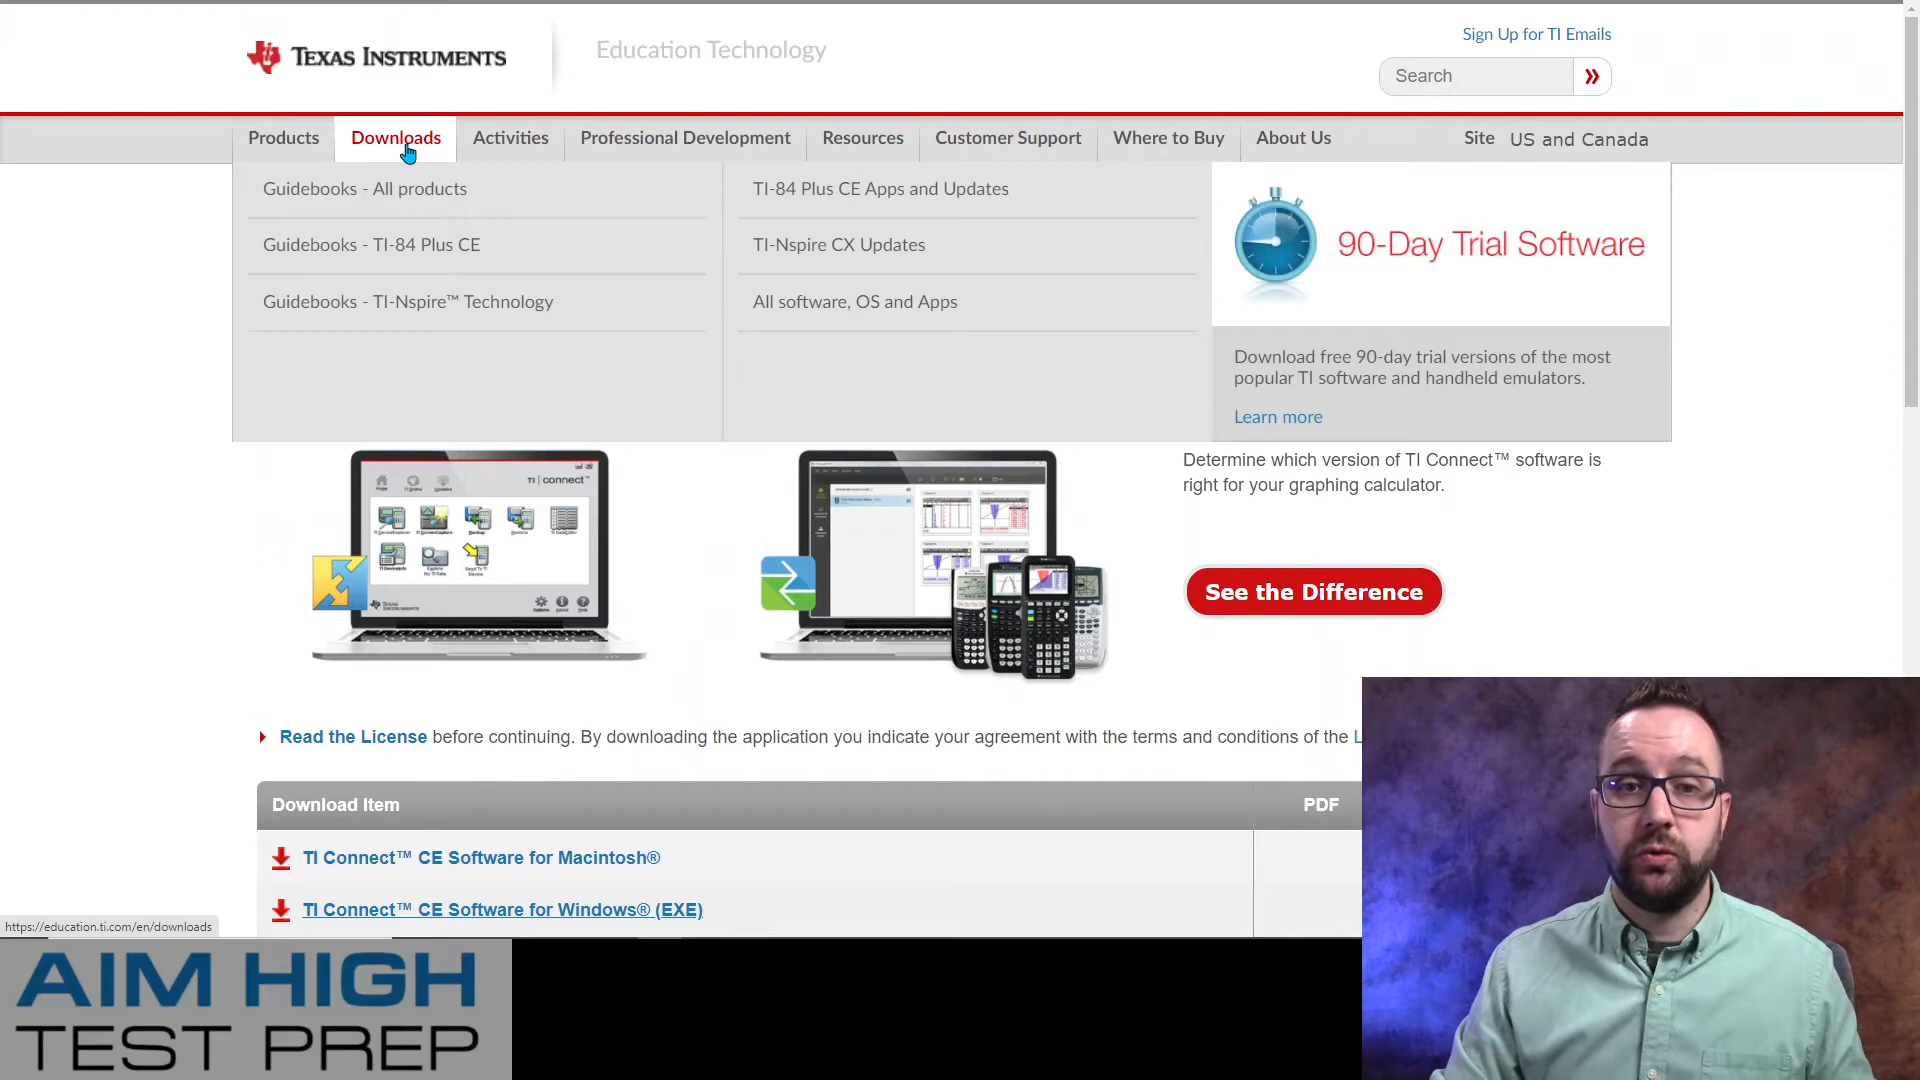 TEXAS INSTRUMENTS
Education Technology
Sign Up for TI Emails
Search
Products
Downloads
Activities
Professional Development
Resources
Customer Support
Where to Buy
About Us
Site
US and Canada
Guidebooks - All products
Guidebooks - TI-84 Plus CE
Guidebooks - TI-Nspire™ Technology
TI-84 Plus CE Apps and Updates
TI-Nspire CX Updates
All software, OS and Apps
90-Day Trial Software
Download free 90-day trial versions of the most
popular TI software and handheld emulators.
Learn more
TI connect™
Determine which version of TI Connect™ software is
right for your graphing calculator.
See the Difference
Read the License before continuing. By downloading the application you indicate your agreement with the terms and conditions of the L
Download Item
PDF
TI Connect™ CE Software for Macintosh®
TI Connect™ CE Software for Windows® (EXE)
https://education.ti.com/en/downloads
AIM HIGH
TEST PREP